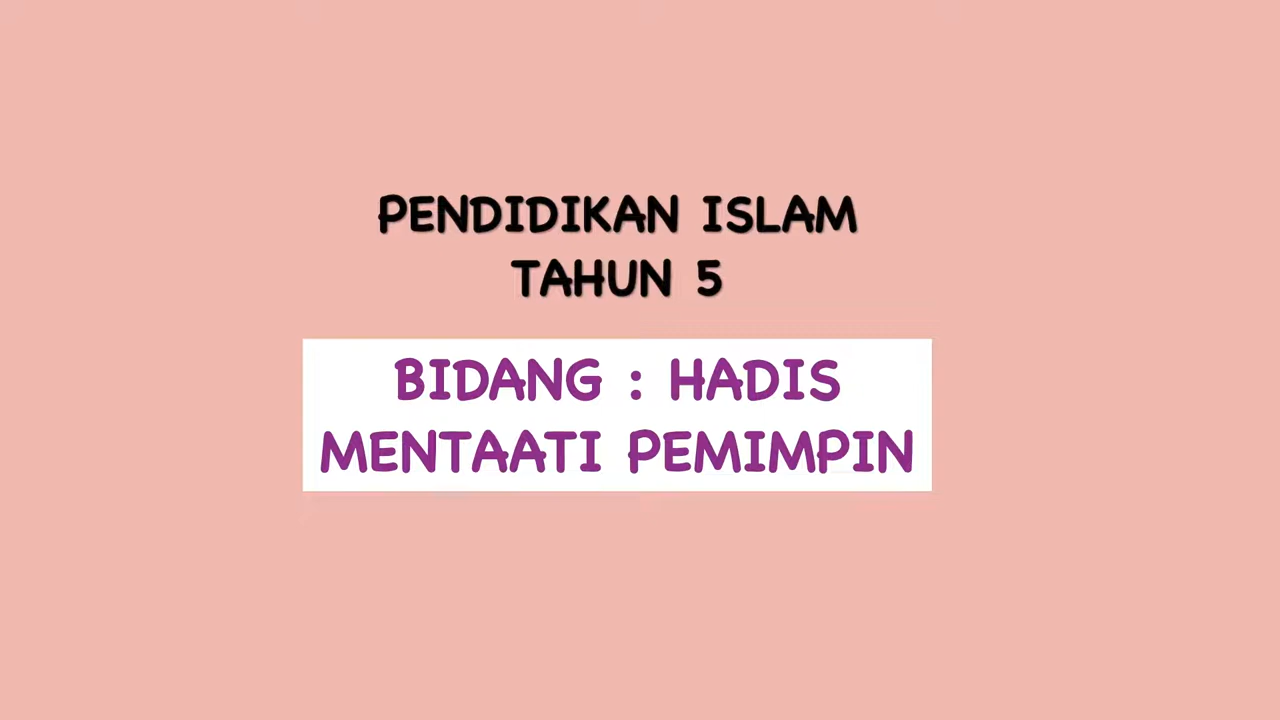 PENDIDIKAN ISLAM
TAHUN 5
BIDANG : HADIS
MENTAATI PEMIMPIN